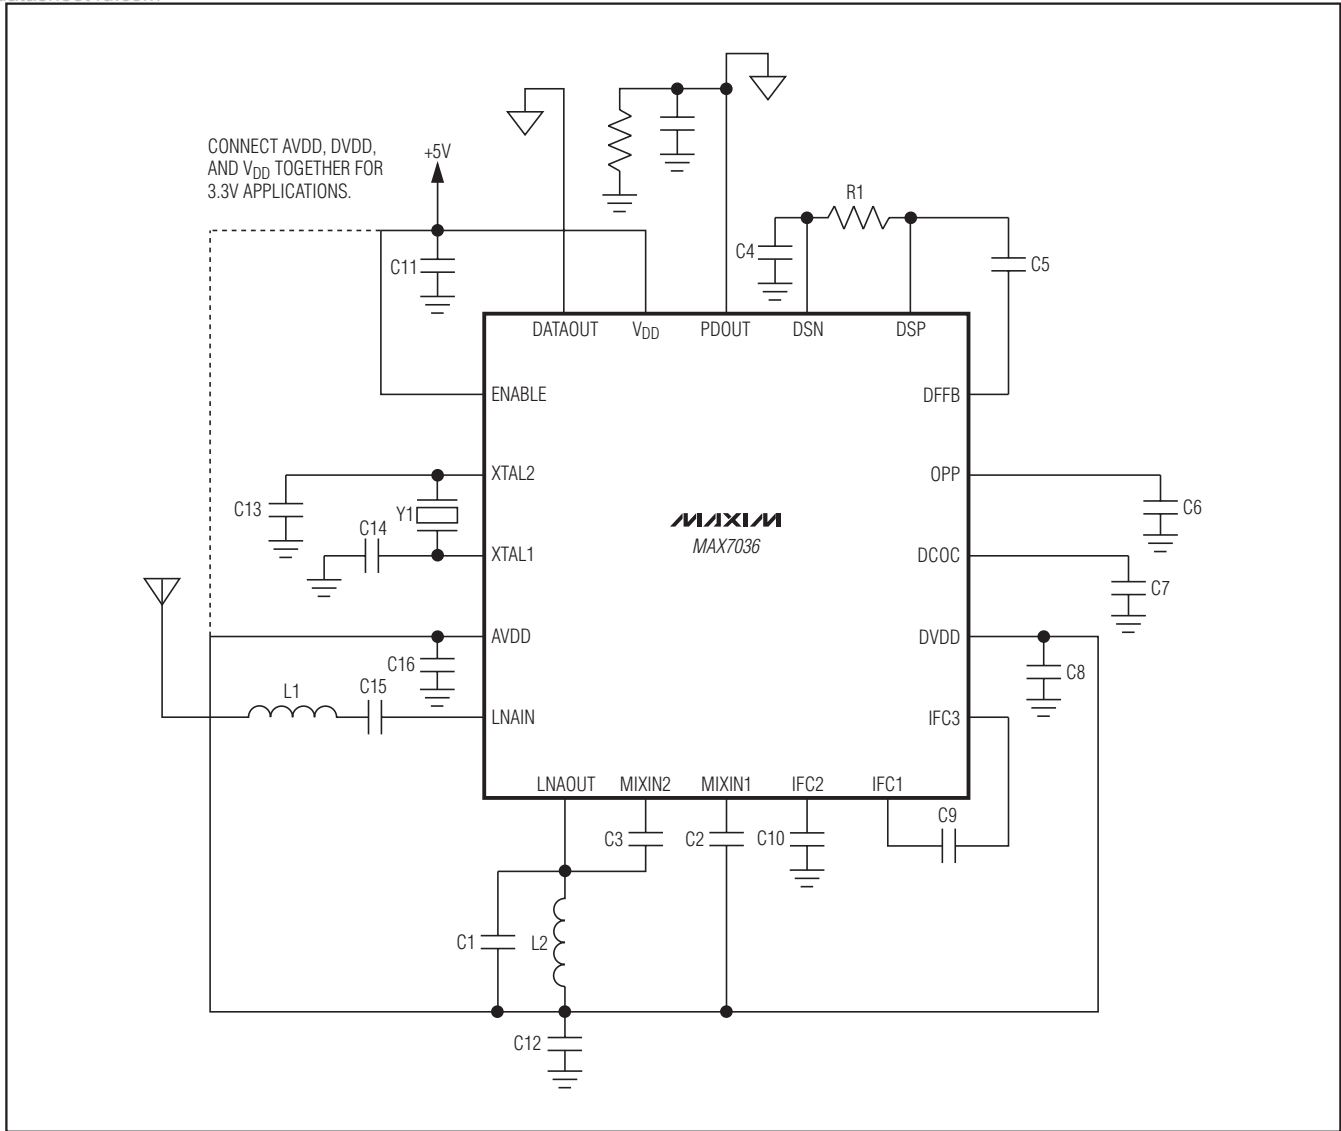 CONNECT AVDD, DVDD,
AND VDD TOGETHER FOR
3.3V APPLICATIONS.
+5V
C11
R1
C4
C5
DATAOUT
VDD
PDOUT
DSN
DSP
ENABLE
DFFB
XTAL2
OPP
C13
Y1
C14
C6
MAXIM
MAX7036
XTAL1
DCOC
C7
AVDD
DVDD
C16
C8
L1
C15
LNAIN
IFC3
LNAOUT
MIXIN2
MIXIN1
IFC2
IFC1
C9
C3
C2
C10
C1
L2
C12